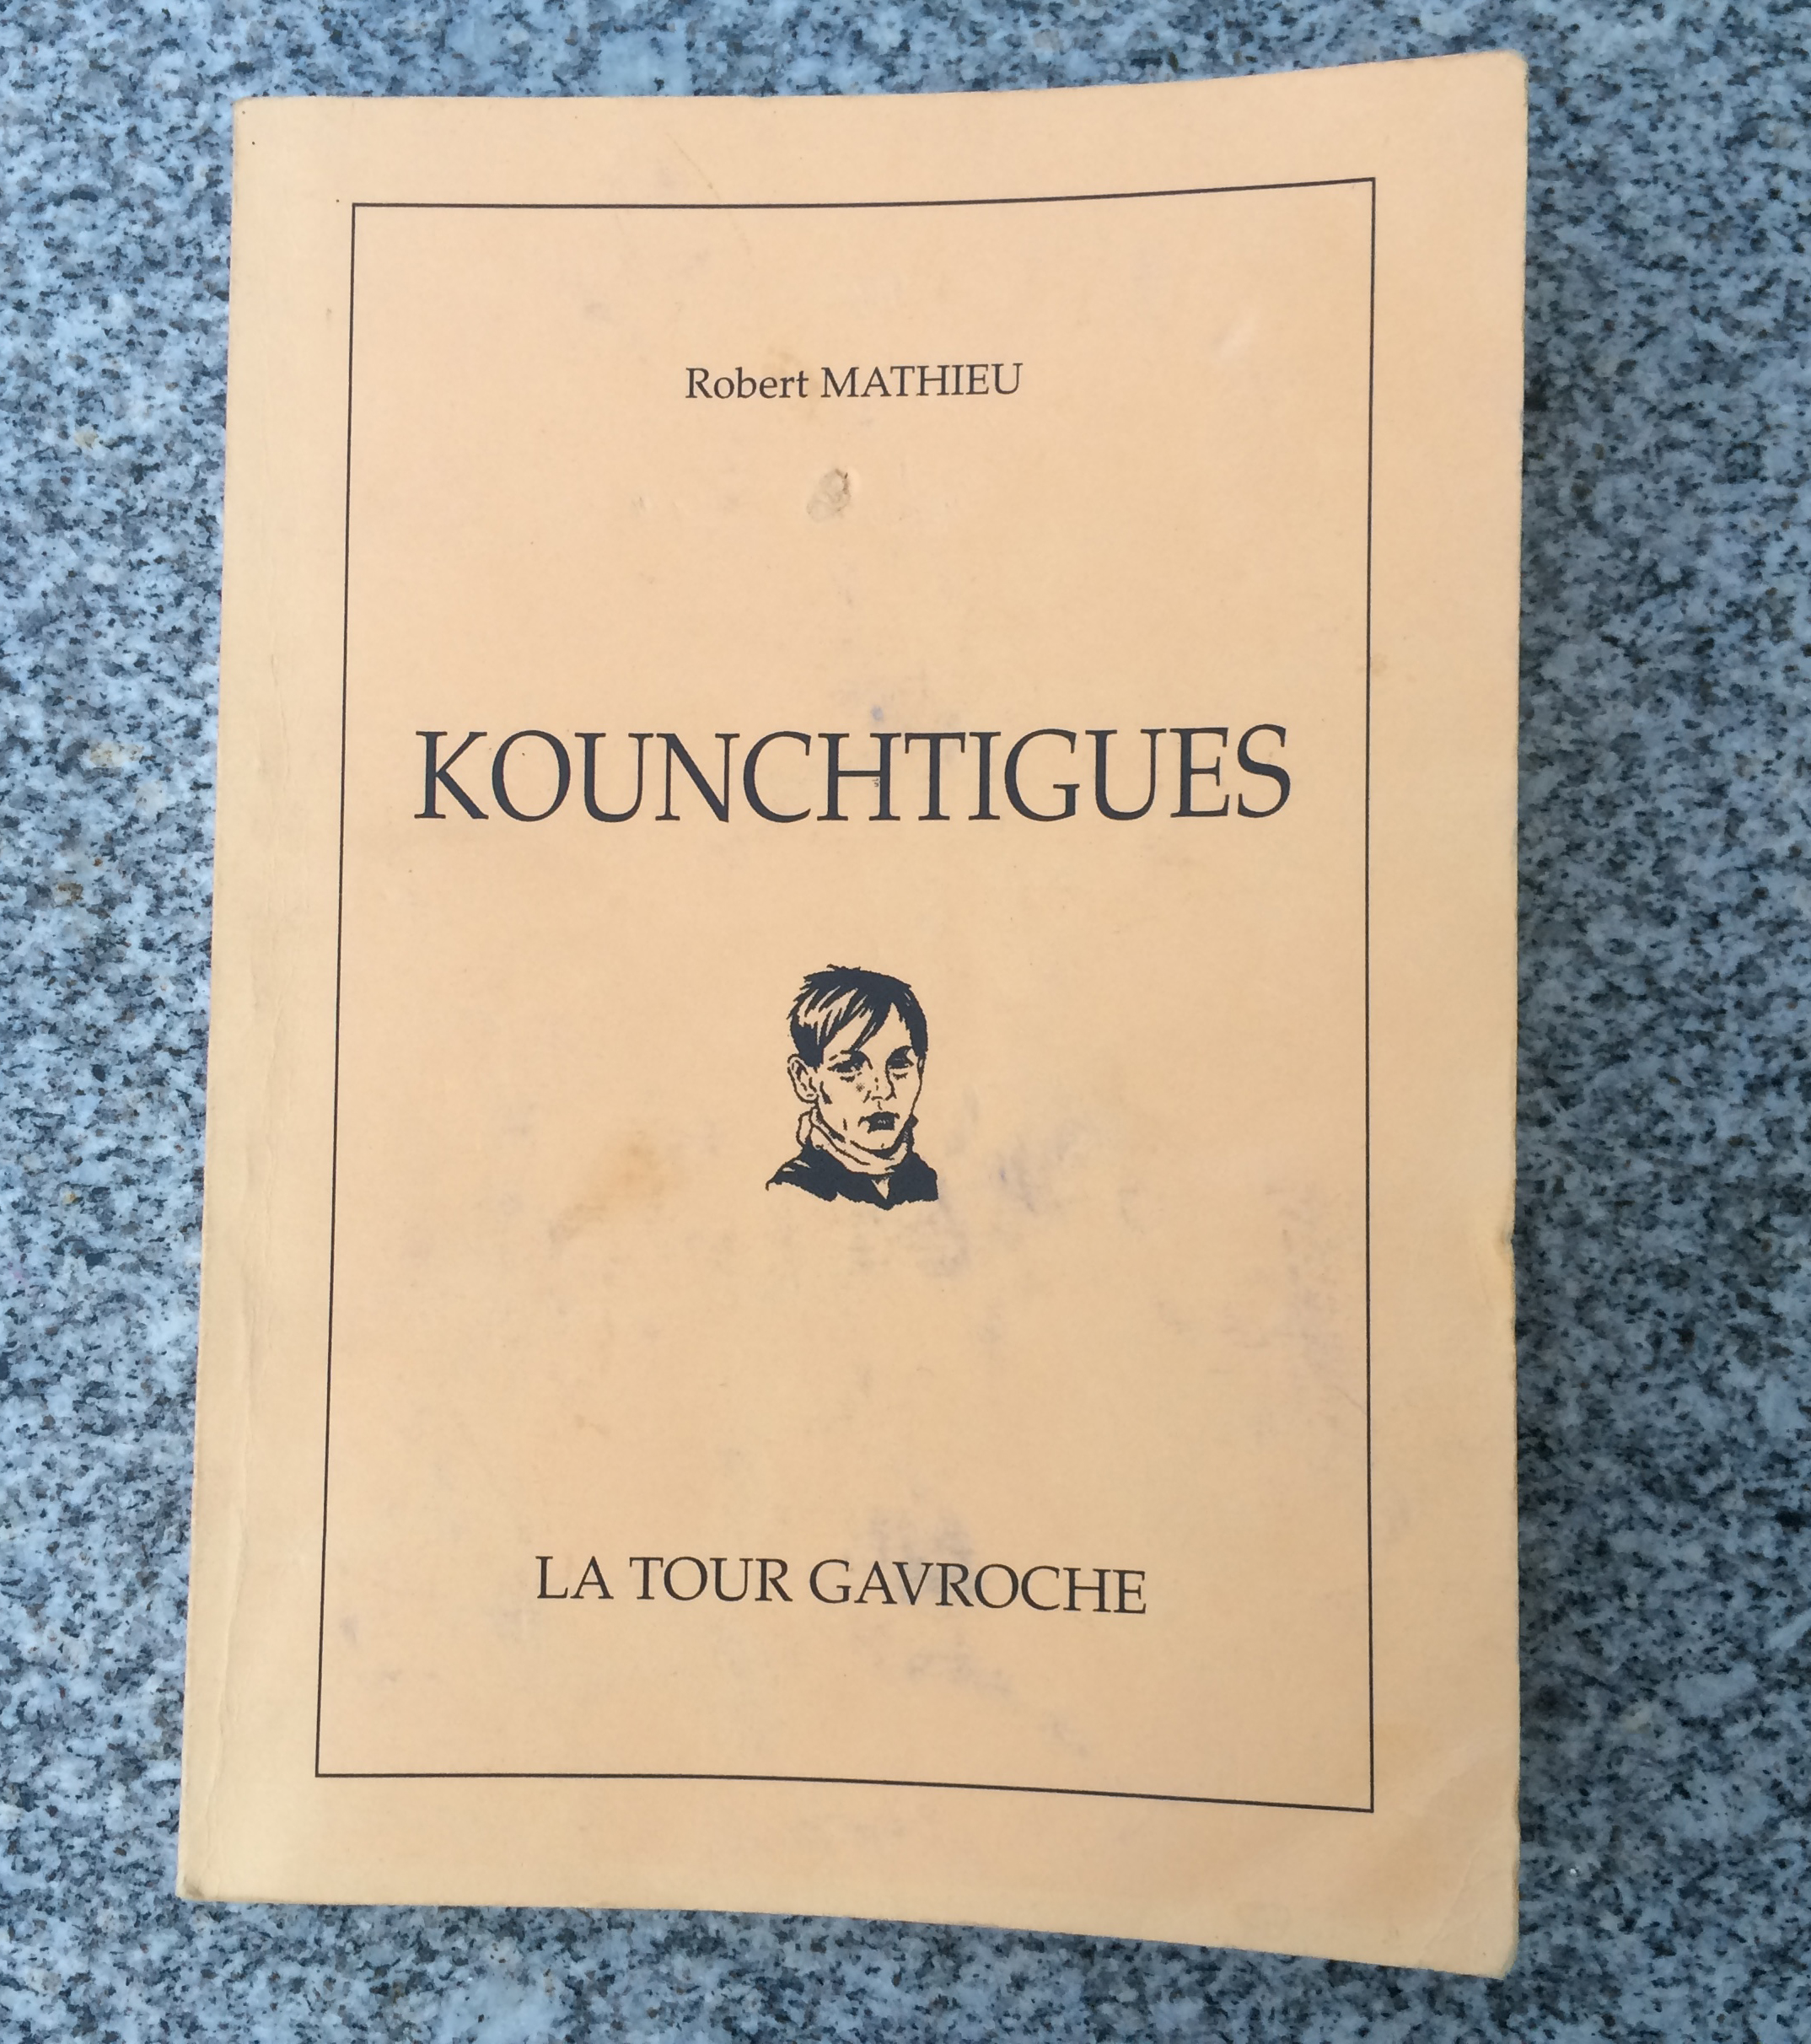 Robert MATHIEU
KOUNCHTIGUES
LA TOUR GAVROCHE